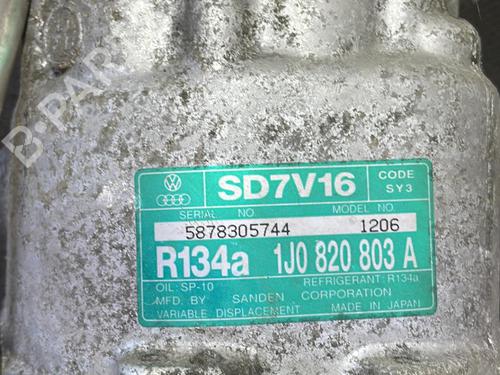 B-PARTS
SD7V16
CODE
SY3
SERIAL NO.
MODEL NO.
5878305744
1206
R134a
1J0 820 803 A
OIL: SP-10
REFRIGERANT: R134a
MFD. BY SANDEN CORPORATION
VARIABLE DISPLACEMENT
MADE IN JAPAN